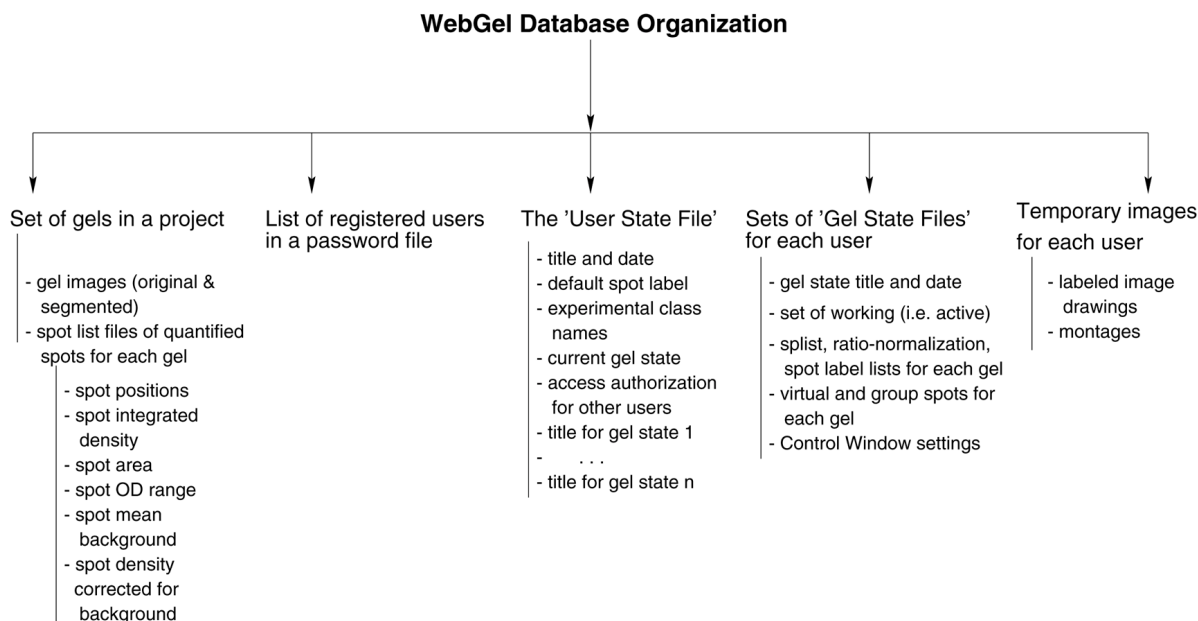 WebGel Database Organization
Set of gels in a project
- gel images (original &
segmented)
- spot list files of quantified
spots for each gel
- spot positions
- spot integrated
density
- spot area
- spot OD range
- spot mean
background
- spot density
corrected for
background
List of registered users
in a password file
The 'User State File'
- title and date
- default spot label
- experimental class
names
- current gel state
- access authorization
for other users
- title for gel state 1
- . . .
- title for gel state n
Sets of 'Gel State Files'
for each user
- gel state title and date
- set of working (i.e. active)
- splist, ratio-normalization,
spot label lists for each gel
- virtual and group spots for
each gel
- Control Window settings
Temporary images
for each user
- labeled image
drawings
- montages